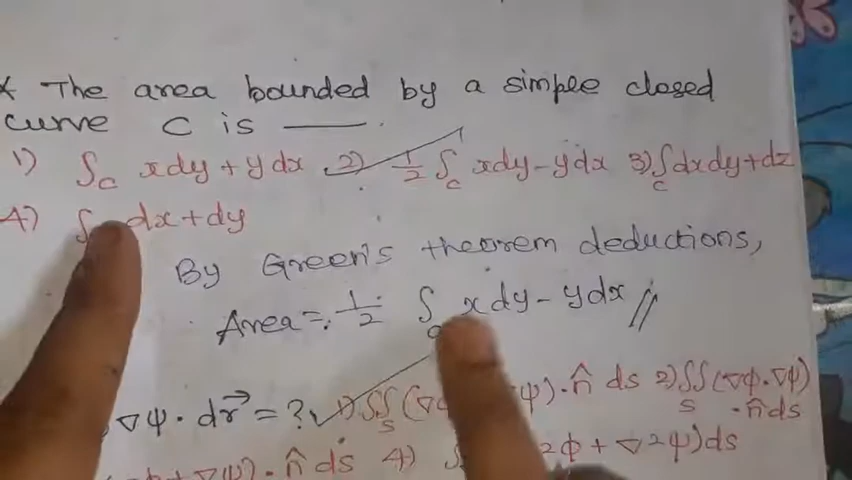 * The area bounded by a simple closed
curve C is ____.
1) ∫c xdy + ydx 2) 1/2 ∫c xdy - ydx 3) ∫c dxdy + dz
4) ∫ dx + dy
By Green's theorem deductions,
Area = 1/2 ∫c xdy - ydx //
∇ψ · dr⃗ = ? 1) ∫∫s (∇ ψ) · n̂ ds 2) ∫∫s (∇φ · ∇ψ)
· n̂ ds
+ ∇ψ) · n̂ ds 4) ∫ 2φ + ∇2ψ) ds